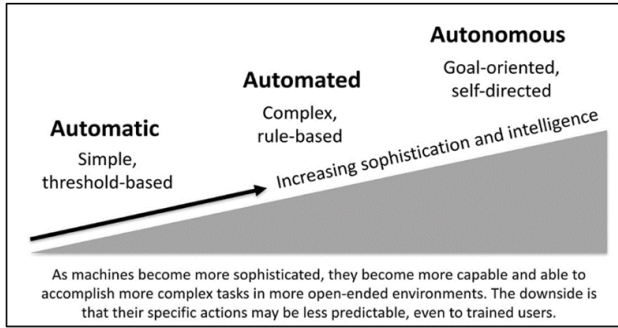 Autonomous
Goal-oriented,
self-directed
Automated
Complex,
rule-based
Automatic
Simple,
threshold-based
Increasing sophistication and intelligence
As machines become more sophisticated, they become more capable and able to
accomplish more complex tasks in more open-ended environments. The downside is
that their specific actions may be less predictable, even to trained users.